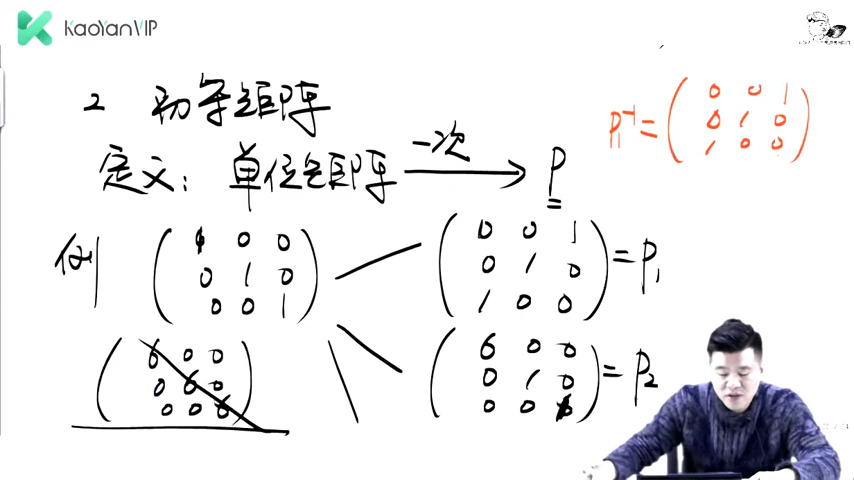 KaoYanVIP
2 初等矩阵
P₁⁻¹ = ( 0 0 1
0 1 0
1 0 0 )
定义: 单位矩阵 一次 → P
例 ( 1 0 0
0 1 0
0 0 1 )
( 0 0 1
0 1 0
1 0 0 ) = P₁
( 6 0 0
0 6 0
0 0 6 )
( 6 0 0
0 1 0
0 0 ) = P₂